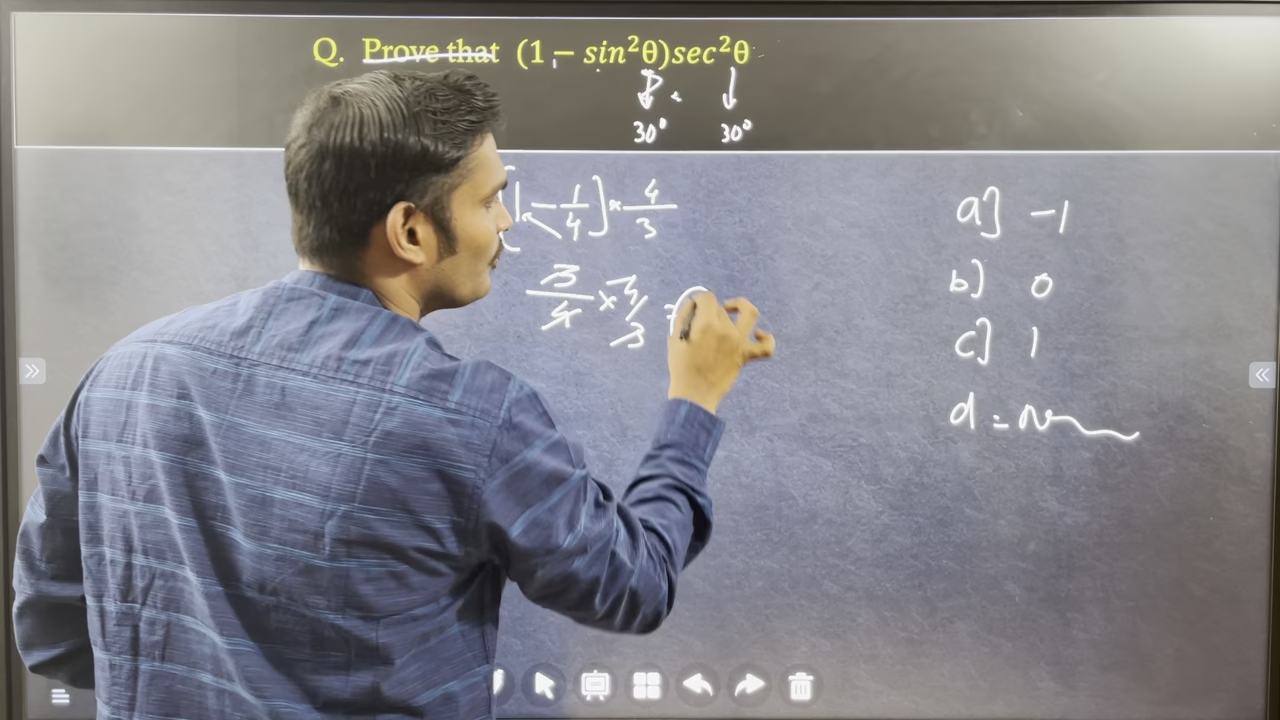 Q. Prove that (1 − sin²θ)sec²θ
30° 30°
[1 − 1/4] × 4/3
3/4 × 4/3 =
a] −1
b] 0
c] 1
d =